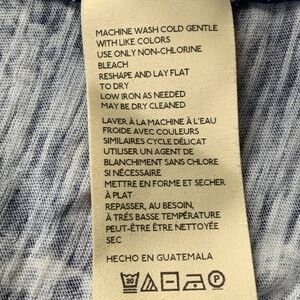 MACHINE WASH COLD GENTLE
WITH LIKE COLORS
USE ONLY NON-CHLORINE
BLEACH
RESHAPE AND LAY FLAT
TO DRY
LOW IRON AS NEEDED
MAY BE DRY CLEANED
LAVER À LA MACHINE À L'EAU
FROIDE AVEC COULEURS
SIMILAIRES CYCLE DÉLICAT
UTILISER UN AGENT DE
BLANCHIMENT SANS CHLORE
SI NÉCESSAIRE
METTRE EN FORME ET SECHER
À PLAT
REPASSER, AU BESOIN,
À TRÈS BASSE TEMPÉRATURE
PEUT-ÊTRE ÊTRE NETTOYÉ
SEC
HECHO EN GUATEMALA
30